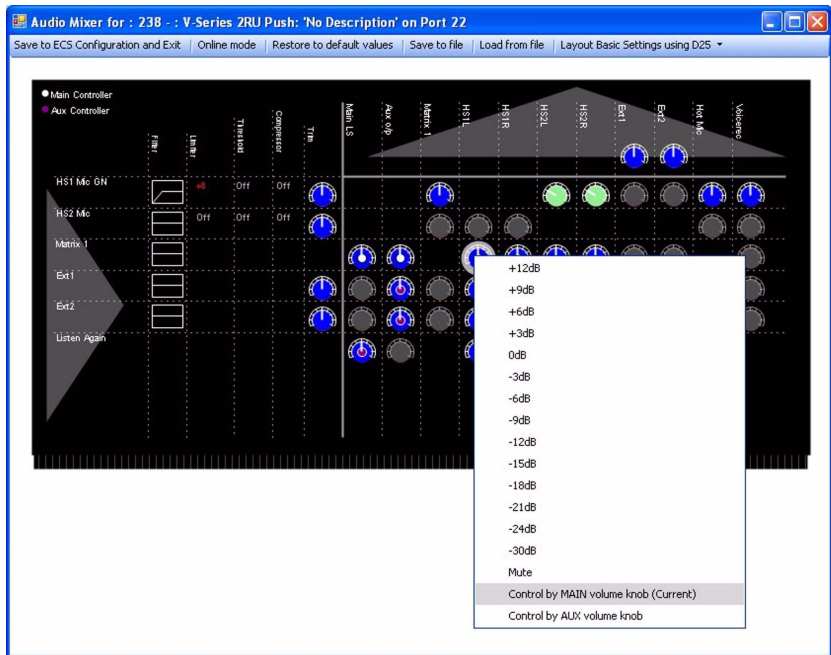 Audio Mixer for : 238 - : V-Series 2RU Push: 'No Description' on Port 22
Save to ECS Configuration and Exit Online mode Restore to default values Save to file Load from file Layout Basic Settings using D25
Main Controller
Aux Controller
Filter
Limiter
Threshold
Compressor
Trim
Main LS
Aux o/p
Matrix 1
HS1L
HS1R
HS2L
HS2R
Ext1
Ext2
Hot Mic
Voicerec
HS1 Mic GN +8 Off Off
HS2 Mic Off Off Off
Matrix 1
Ext1
Ext2
Listen Again
+12dB
+9dB
+6dB
+3dB
0dB
-3dB
-6dB
-9dB
-12dB
-15dB
-18dB
-21dB
-24dB
-30dB
Mute
Control by MAIN volume knob (Current)
Control by AUX volume knob